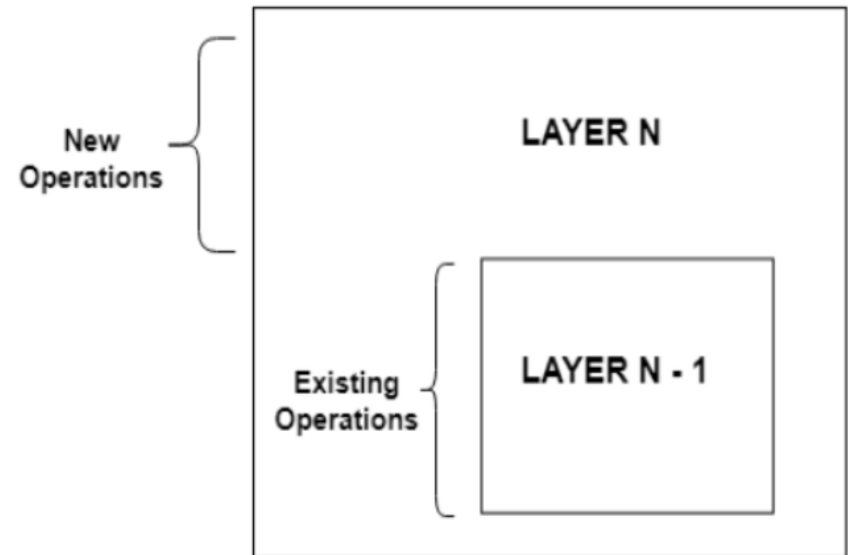 LAYER N
New
Operations
LAYER N - 1
Existing
Operations